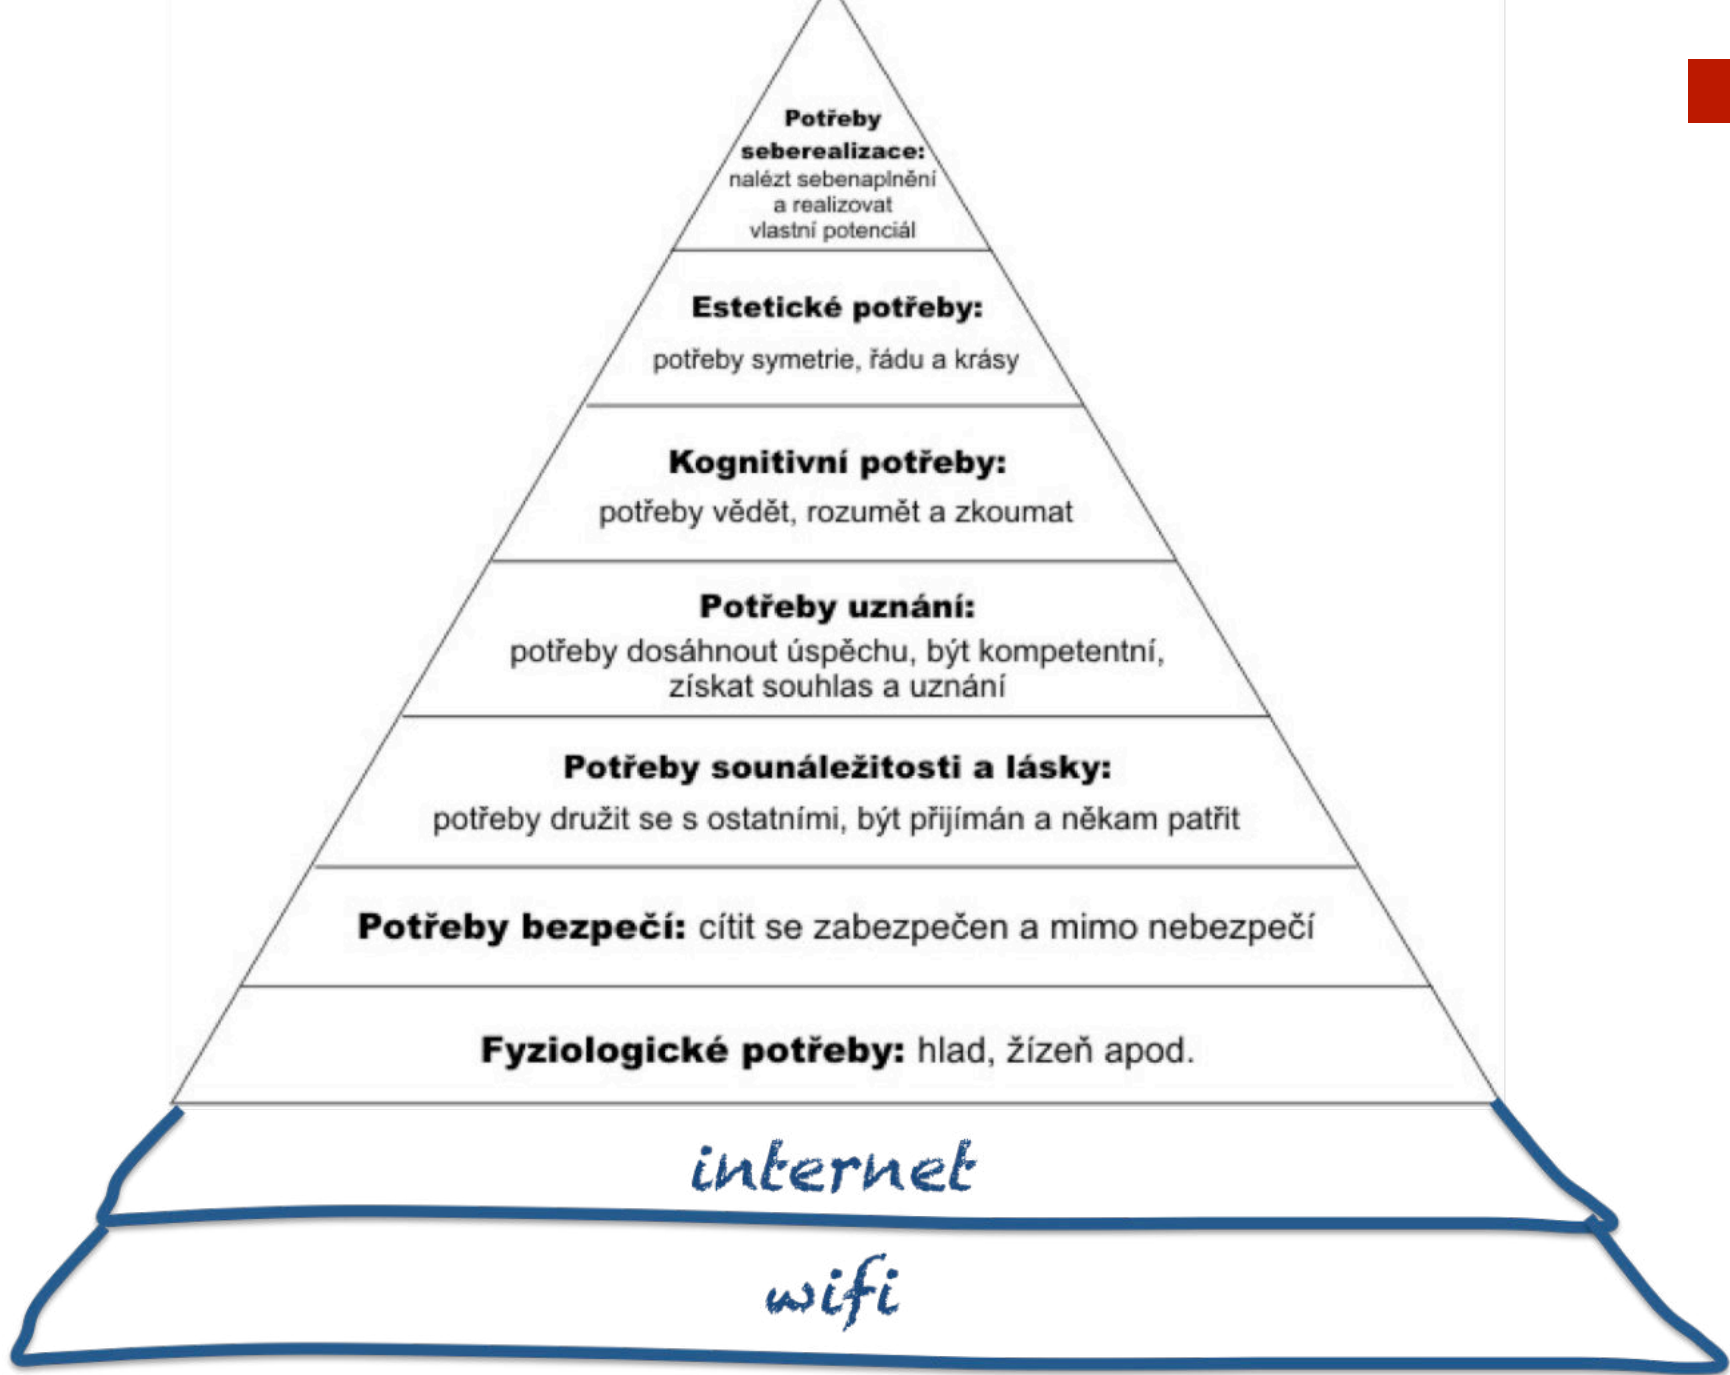 Potřeby
seberealizace:
nalézt sebenaplnění
a realizovat
vlastní potenciál
Estetické potřeby:
potřeby symetrie, řádu a krásy
Kognitivní potřeby:
potřeby vědět, rozumět a zkoumat
Potřeby uznání:
potřeby dosáhnout úspěchu, být kompetentní,
získat souhlas a uznání
Potřeby sounáležitosti a lásky:
potřeby družit se s ostatními, být přijímán a někam patřit
Potřeby bezpečí: cítit se zabezpečen a mimo nebezpečí
Fyziologické potřeby: hlad, žízeň apod.
internet
wifi